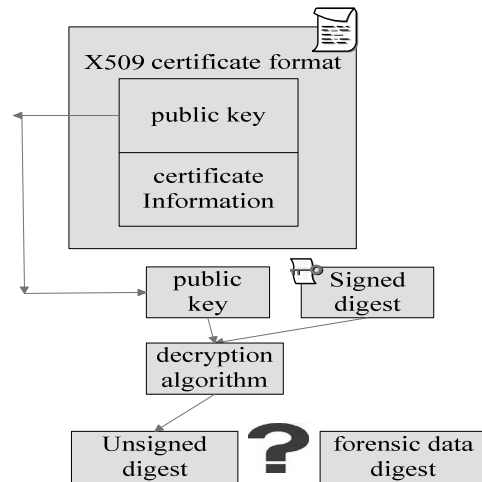 X509 certificate format
public key
certificate
Information
public
key
Signed
digest
decryption
algorithm
Unsigned
digest
?
forensic data
digest